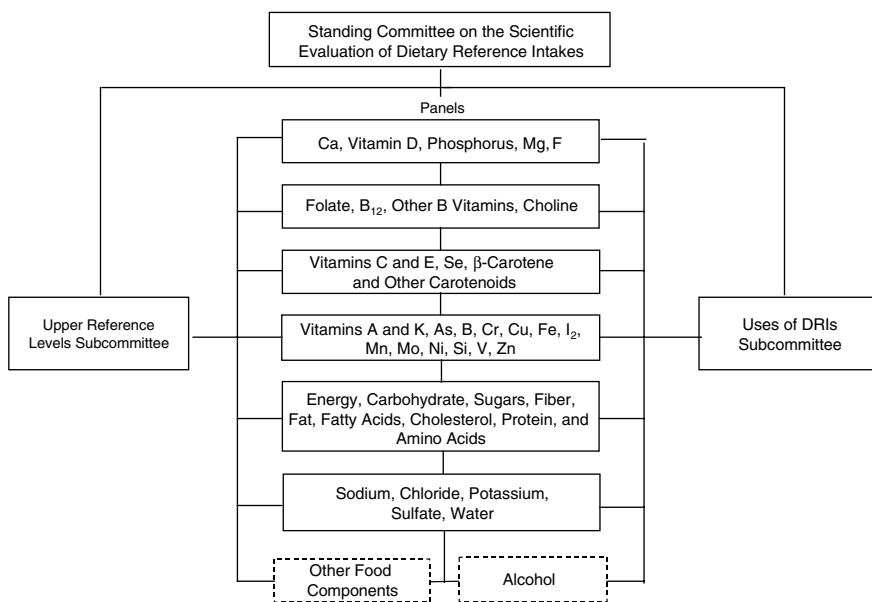 Standing Committee on the Scientific
Evaluation of Dietary Reference Intakes
Panels
Ca, Vitamin D, Phosphorus, Mg, F
Folate, B₁₂, Other B Vitamins, Choline
Vitamins C and E, Se, β-Carotene
and Other Carotenoids
Upper Reference
Levels Subcommittee
Vitamins A and K, As, B, Cr, Cu, Fe, I₂,
Mn, Mo, Ni, Si, V, Zn
Uses of DRIs
Subcommittee
Energy, Carbohydrate, Sugars, Fiber,
Fat, Fatty Acids, Cholesterol, Protein, and
Amino Acids
Sodium, Chloride, Potassium,
Sulfate, Water
Other Food
Components
Alcohol